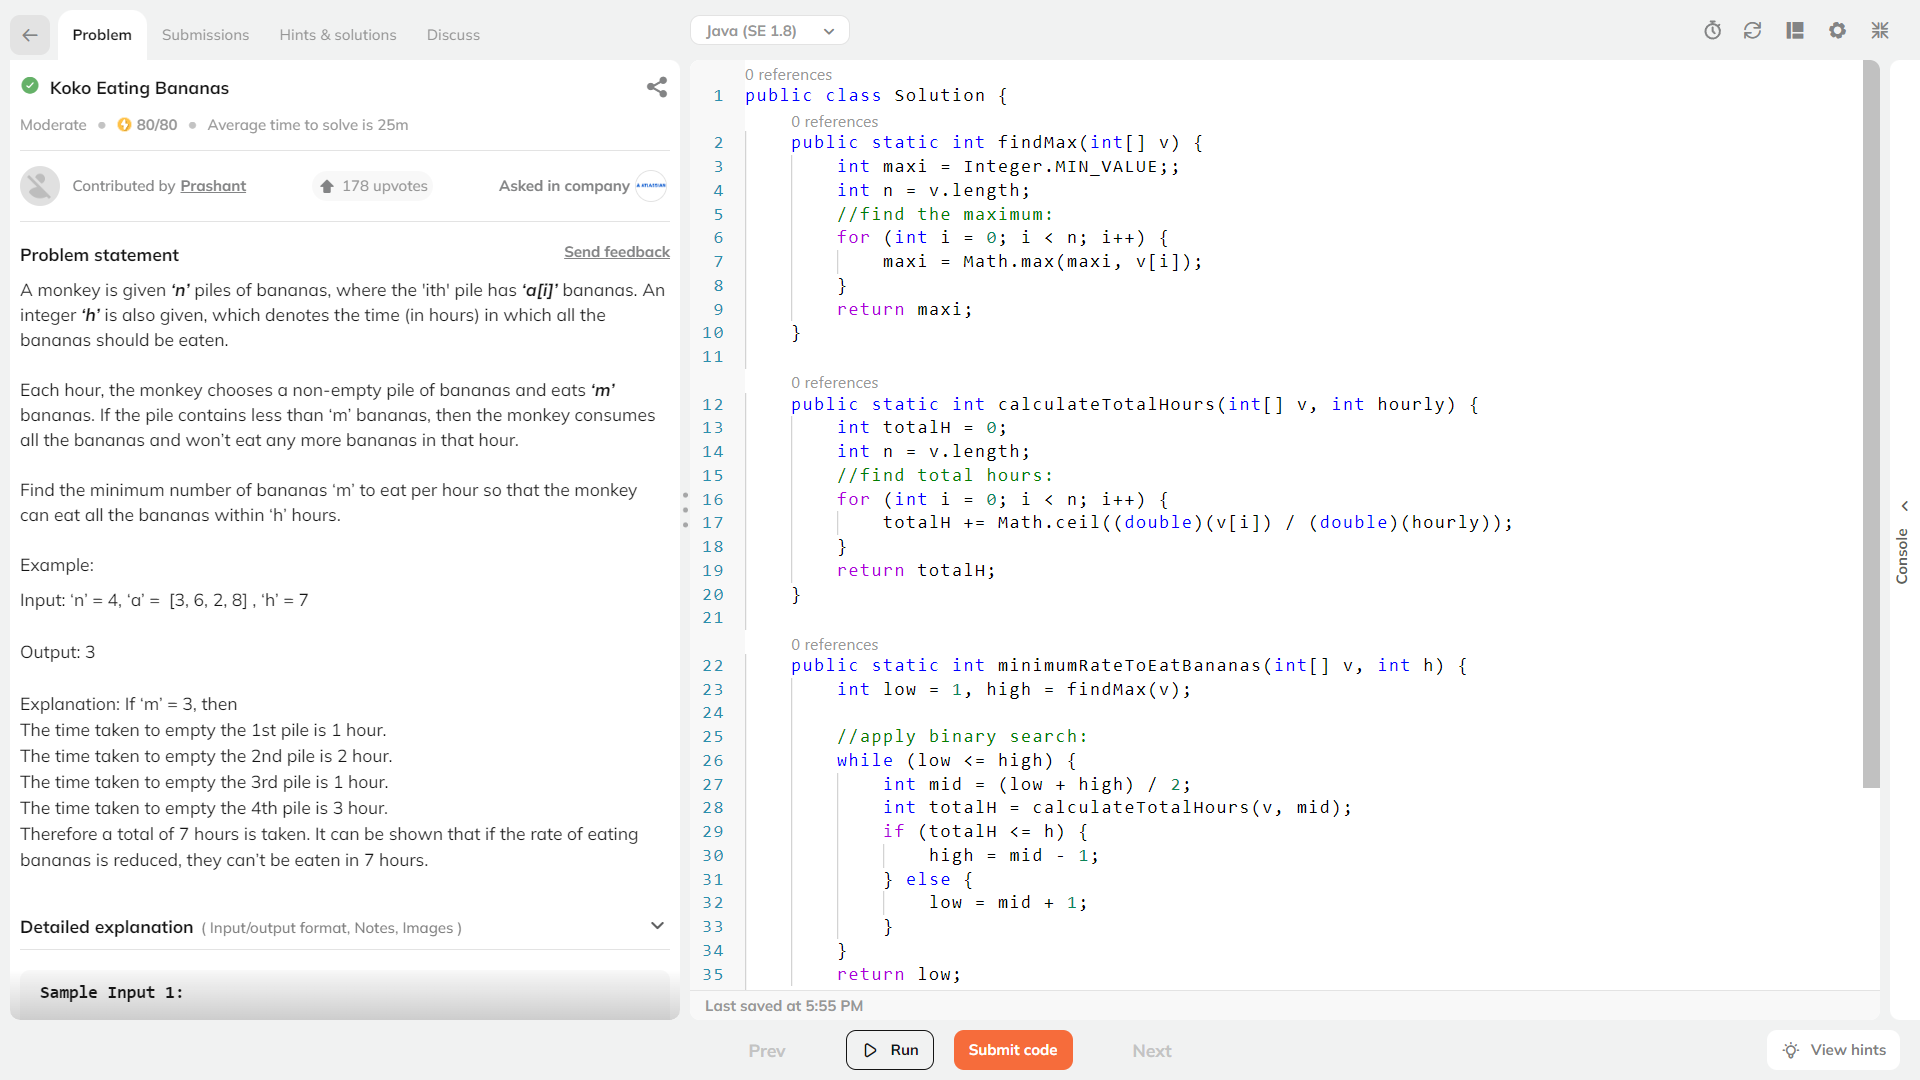 Problem
Submissions
Hints & solutions
Discuss
Java (SE 1.8)
Koko Eating Bananas
Moderate • 80/80 • Average time to solve is 25m
Contributed by Prashant
178 upvotes
Asked in company
Problem statement
Send feedback
A monkey is given ‘n’ piles of bananas, where the 'ith' pile has ‘a[i]’ bananas. An
integer ‘h’ is also given, which denotes the time (in hours) in which all the
bananas should be eaten.
Each hour, the monkey chooses a non-empty pile of bananas and eats ‘m’
bananas. If the pile contains less than ‘m’ bananas, then the monkey consumes
all the bananas and won’t eat any more bananas in that hour.
Find the minimum number of bananas ‘m’ to eat per hour so that the monkey
can eat all the bananas within ‘h’ hours.
Example:
Input: ‘n’ = 4, ‘a’ =  [3, 6, 2, 8] , ‘h’ = 7
Output: 3
Explanation: If ‘m’ = 3, then
The time taken to empty the 1st pile is 1 hour.
The time taken to empty the 2nd pile is 2 hour.
The time taken to empty the 3rd pile is 1 hour.
The time taken to empty the 4th pile is 3 hour.
Therefore a total of 7 hours is taken. It can be shown that if the rate of eating
bananas is reduced, they can’t be eaten in 7 hours.
Detailed explanation ( Input/output format, Notes, Images )
Sample Input 1:
0 references
1 public class Solution {
0 references
2 public static int findMax(int[] v) {
3 int maxi = Integer.MIN_VALUE;;
4 int n = v.length;
5 //find the maximum:
6 for (int i = 0; i < n; i++) {
7 maxi = Math.max(maxi, v[i]);
8 }
9 return maxi;
10 }
11
0 references
12 public static int calculateTotalHours(int[] v, int hourly) {
13 int totalH = 0;
14 int n = v.length;
15 //find total hours:
16 for (int i = 0; i < n; i++) {
17 totalH += Math.ceil((double)(v[i]) / (double)(hourly));
18 }
19 return totalH;
20 }
21
0 references
22 public static int minimumRateToEatBananas(int[] v, int h) {
23 int low = 1, high = findMax(v);
24
25 //apply binary search:
26 while (low <= high) {
27 int mid = (low + high) / 2;
28 int totalH = calculateTotalHours(v, mid);
29 if (totalH <= h) {
30 high = mid - 1;
31 } else {
32 low = mid + 1;
33 }
34 }
35 return low;
Last saved at 5:55 PM
Console
Prev
Run
Submit code
Next
View hints